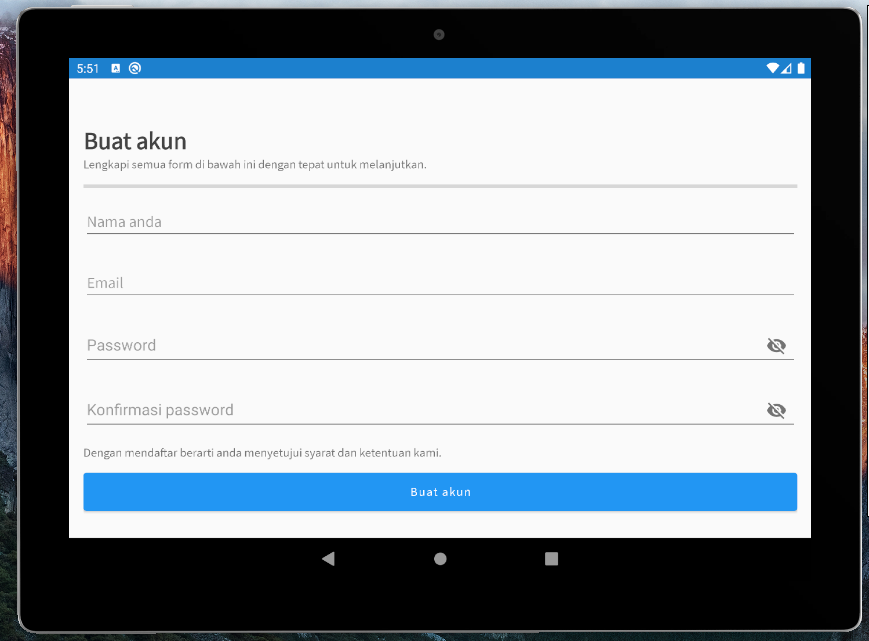 5:51
Buat akun
Lengkapi semua form di bawah ini dengan tepat untuk melanjutkan.
Nama anda
Email
Password
Konfirmasi password
Dengan mendaftar berarti anda menyetujui syarat dan ketentuan kami.
Buat akun